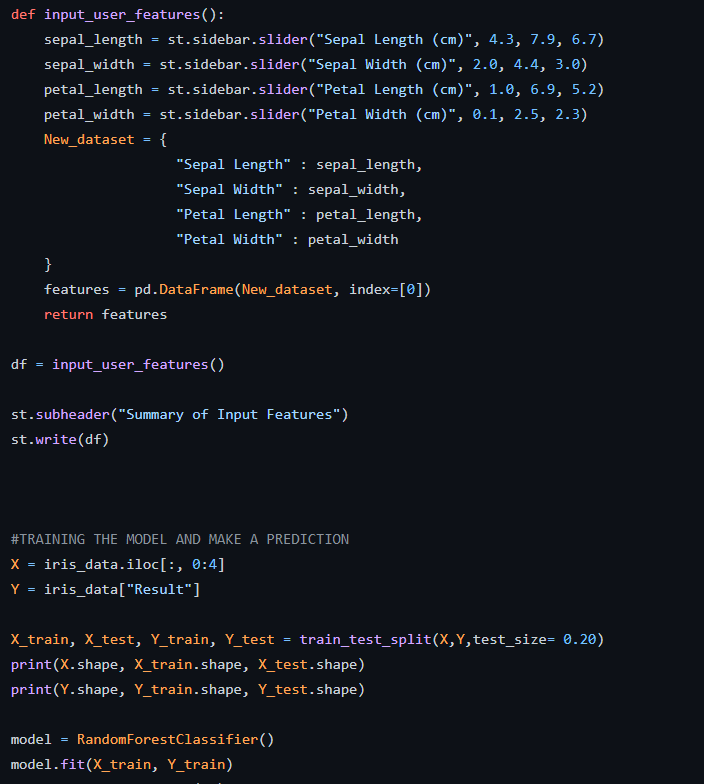 def input_user_features():
    sepal_length = st.sidebar.slider("Sepal Length (cm)", 4.3, 7.9, 6.7)
    sepal_width = st.sidebar.slider("Sepal Width (cm)", 2.0, 4.4, 3.0)
    petal_length = st.sidebar.slider("Petal Length (cm)", 1.0, 6.9, 5.2)
    petal_width = st.sidebar.slider("Petal Width (cm)", 0.1, 2.5, 2.3)
    New_dataset = {
                    "Sepal Length" : sepal_length,
                    "Sepal Width" : sepal_width,
                    "Petal Length" : petal_length,
                    "Petal Width" : petal_width
    }
    features = pd.DataFrame(New_dataset, index=[0])
    return features

df = input_user_features()

st.subheader("Summary of Input Features")
st.write(df)

#TRAINING THE MODEL AND MAKE A PREDICTION
X = iris_data.iloc[:, 0:4]
Y = iris_data["Result"]

X_train, X_test, Y_train, Y_test = train_test_split(X,Y,test_size= 0.20)
print(X.shape, X_train.shape, X_test.shape)
print(Y.shape, Y_train.shape, Y_test.shape)

model = RandomForestClassifier()
model.fit(X_train, Y_train)